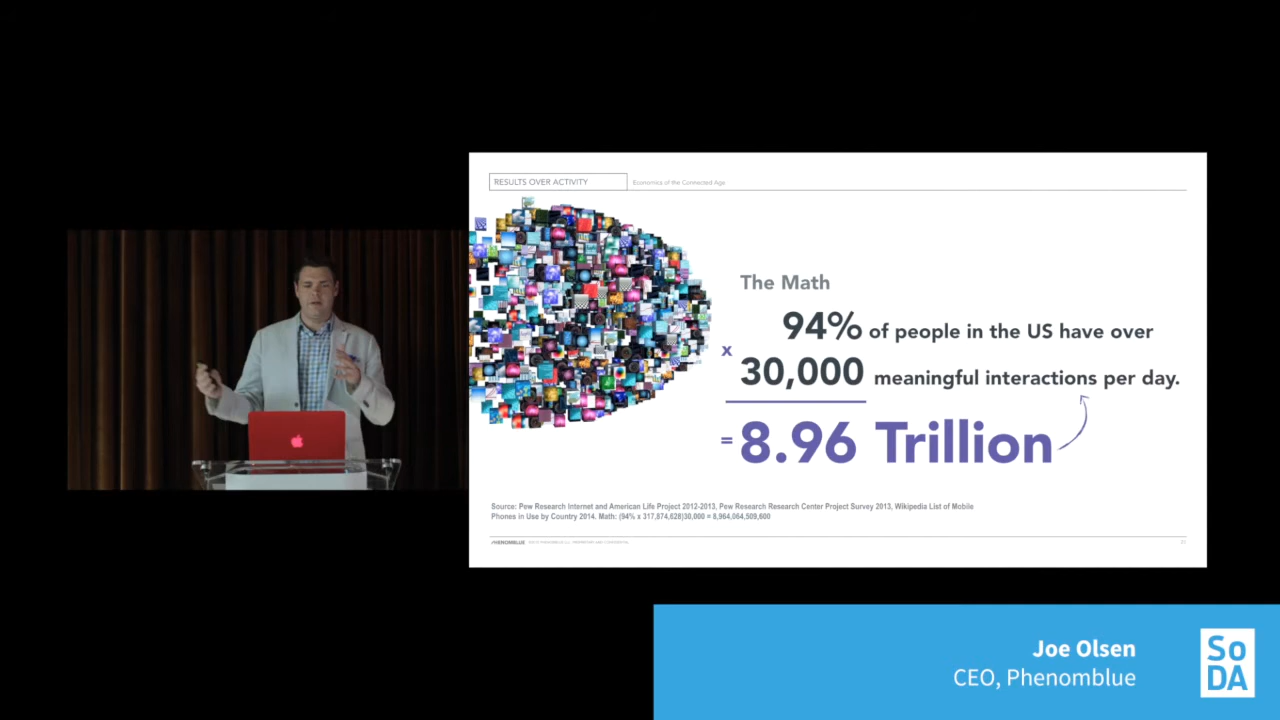 RESULTS OVER ACTIVITY
Economics of the Connected Age
The Math
94% of people in the US have over
x
30,000 meaningful interactions per day.
= 8.96 Trillion
Source: Pew Research Internet and American Life Project 2012-2013, Pew Research Research Center Project Survey 2013, Wikipedia List of Mobile
Phones in Use by Country 2014. Math: (94% x 317,874,628)30,000 = 8,964,064,509,600
PHENOMBLUE
Joe Olsen
CEO, Phenomblue
So
DA